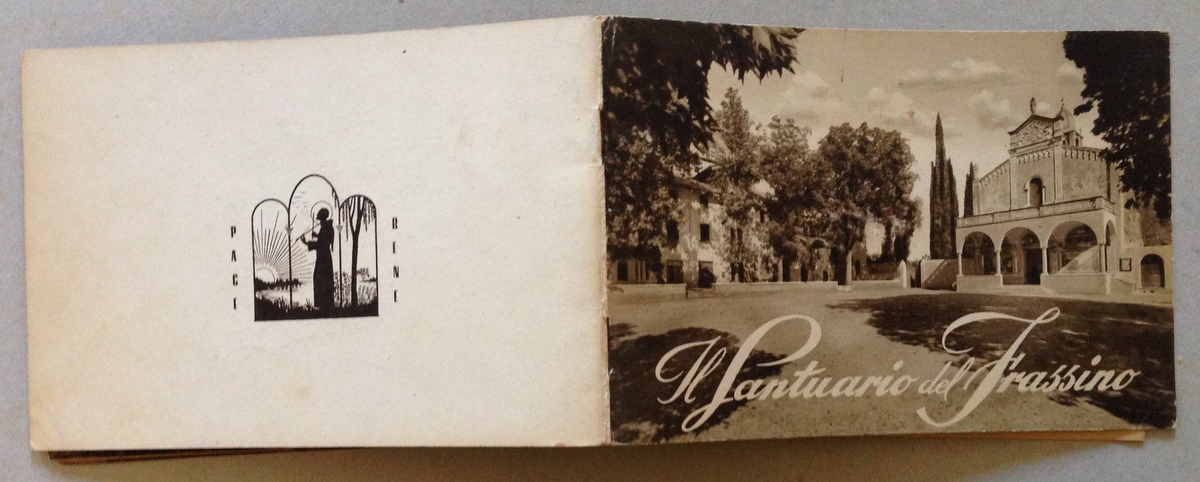 PACE
BENE
Il Santuario del Frassino